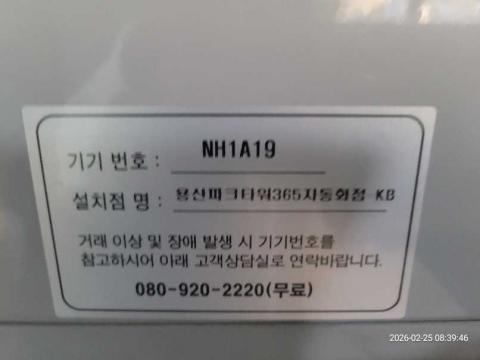 기기 번호 : NH1A19
설치점 명 : 용산파크타워365자동화점-KB
거래 이상 및 장애 발생 시 기기번호를
참고하시어 아래 고객상담실로 연락바랍니다.
080-920-2220(무료)
2026-02-25 08:39:46